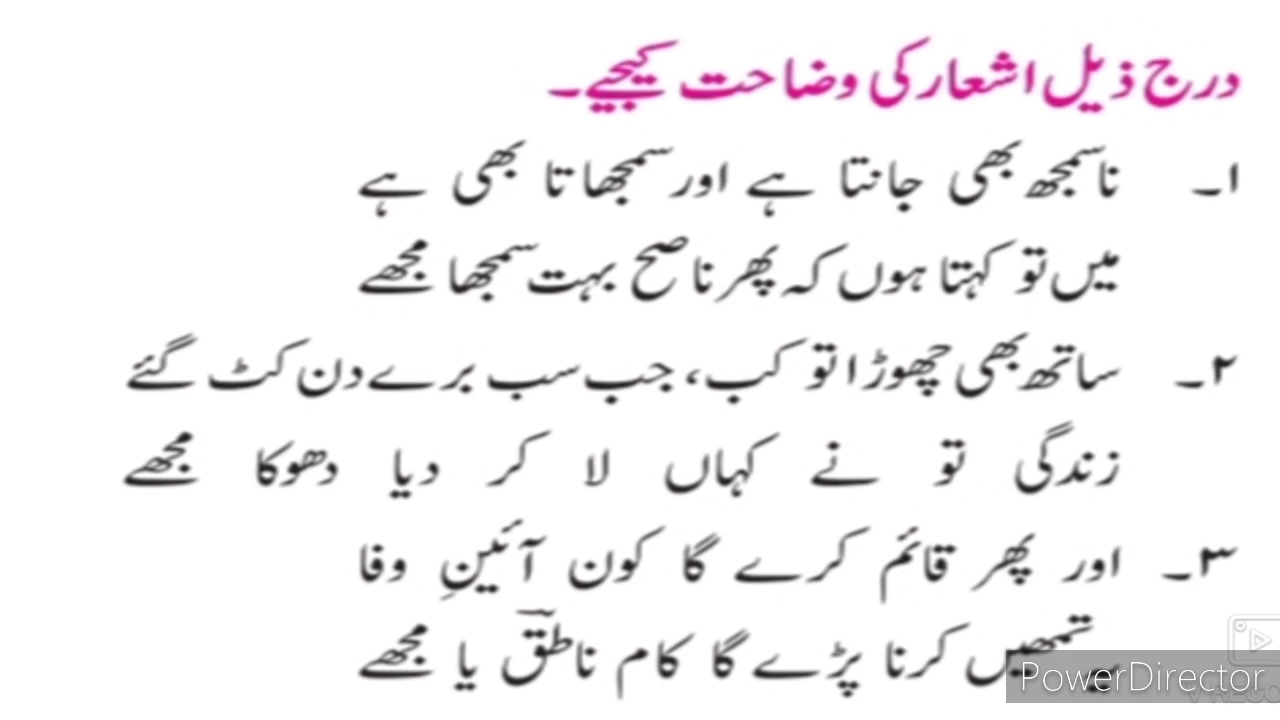 درج ذیل اشعار کی وضاحت کیجیے۔
۱۔ ناسمجھ بھی جانتا ہے اور سمجھاتا بھی ہے
میں تو کہتا ہوں کہ پھر ناصح بہت سمجھا مجھے
۲۔ ساتھ بھی چھوڑا تو کب، جب سب برے دن کٹ گئے
زندگی تو نے کہاں لا کر دیا دھوکا مجھے
۳۔ اور پھر قائم کرے گا کون آئینِ وفا
تمھیں کرنا پڑے گا کام ناطقؔ یا مجھے
PowerDirector